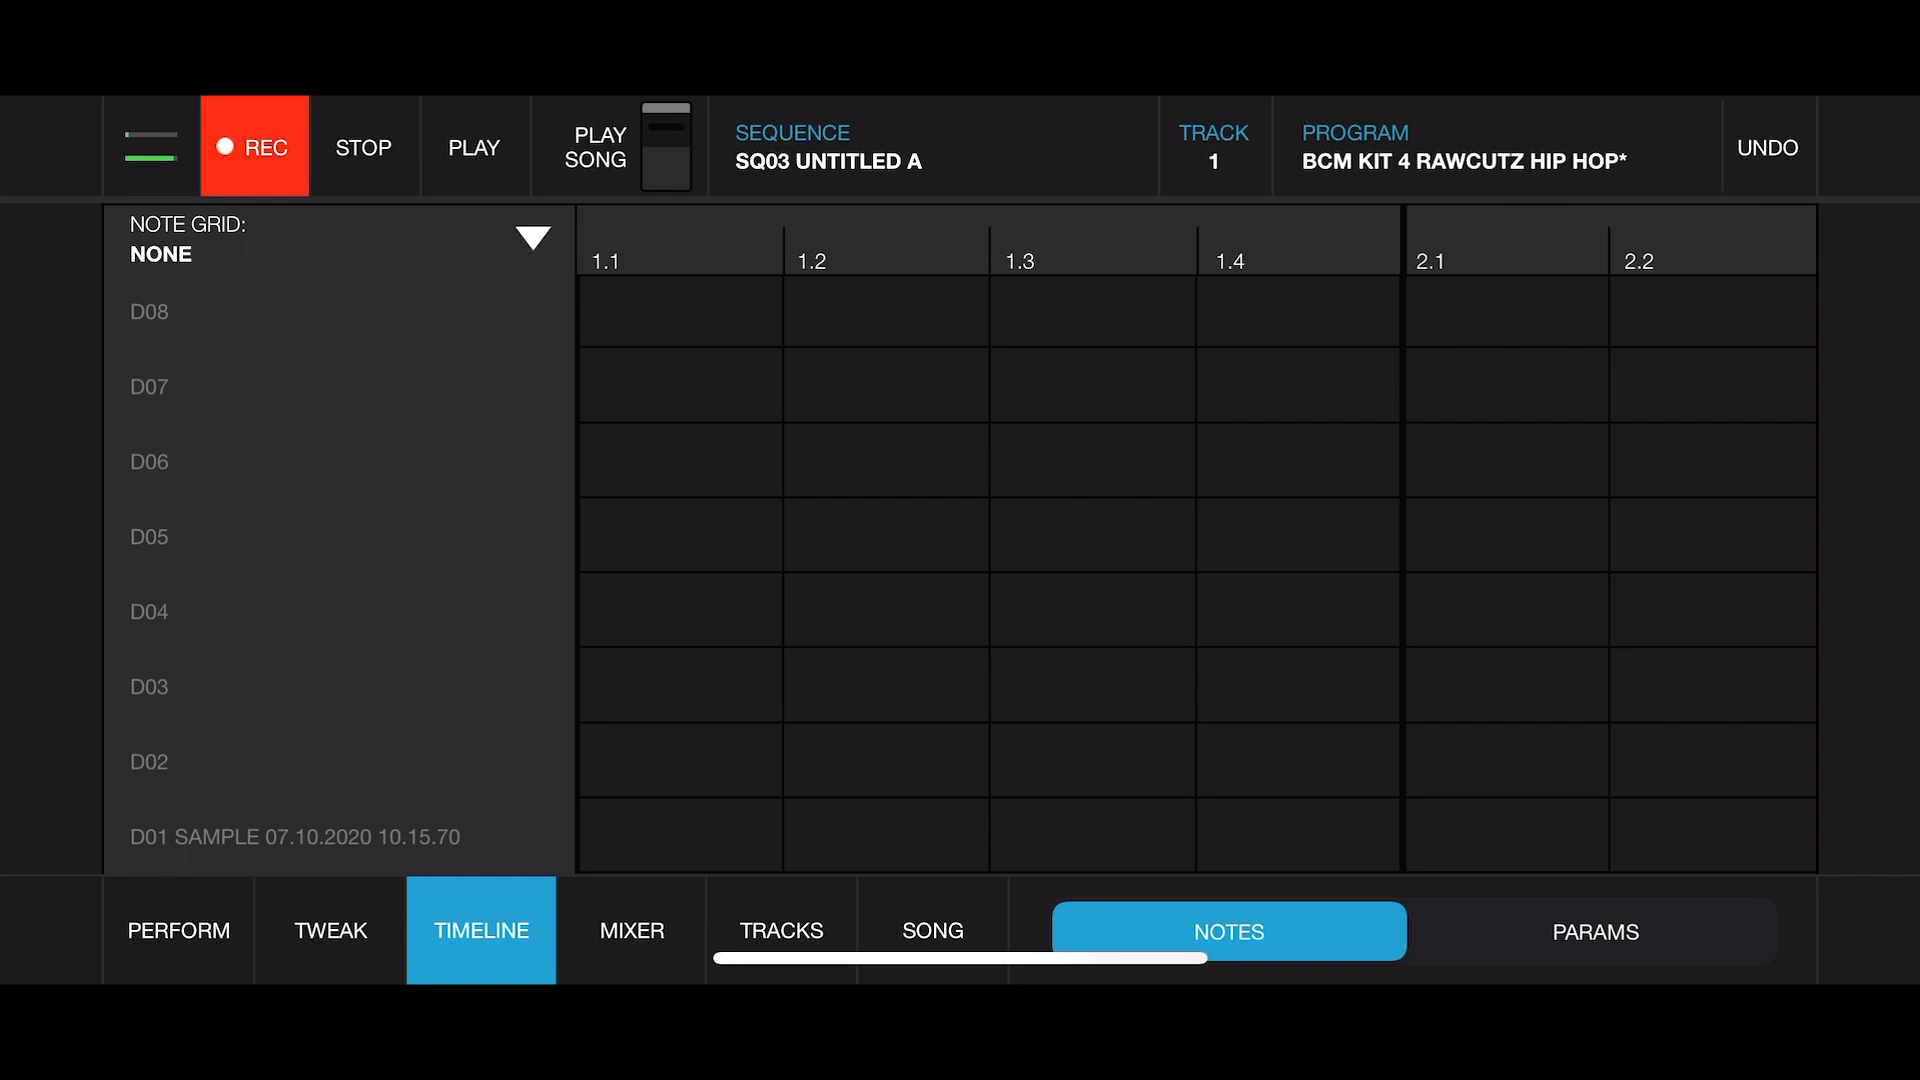 REC
STOP
PLAY
PLAY
SONG
SEQUENCE
SQ03 UNTITLED A
TRACK
1
PROGRAM
BCM KIT 4 RAWCUTZ HIP HOP*
UNDO
NOTE GRID:
NONE
1.1
1.2
1.3
1.4
2.1
2.2
D08
D07
D06
D05
D04
D03
D02
D01 SAMPLE 07.10.2020 10.15.70
PERFORM
TWEAK
TIMELINE
MIXER
TRACKS
SONG
NOTES
PARAMS